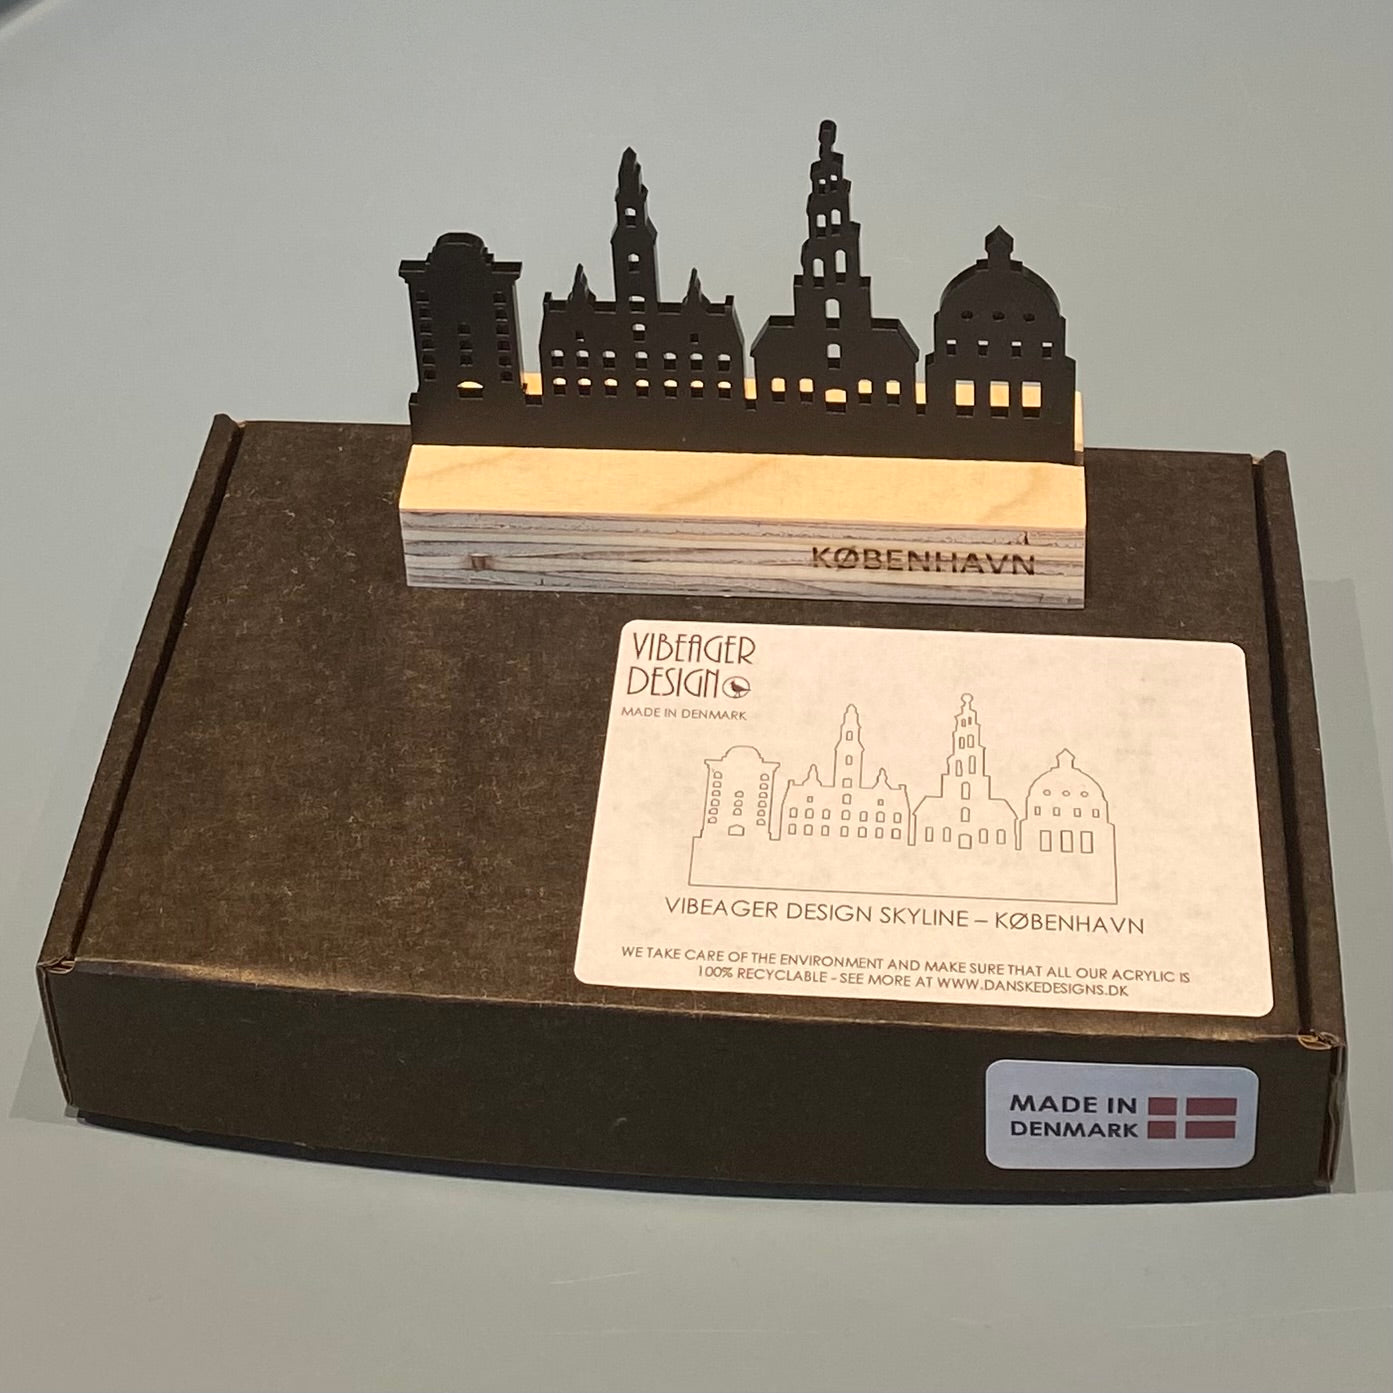 KØBENHAVN
VIBEAGER
DESIGN
MADE IN DENMARK
VIBEAGER DESIGN SKYLINE – KØBENHAVN
WE TAKE CARE OF THE ENVIRONMENT AND MAKE SURE THAT ALL OUR ACRYLIC IS
100% RECYCLABLE - SEE MORE AT WWW.DANSKEDESIGNS.DK
MADE IN
DENMARK